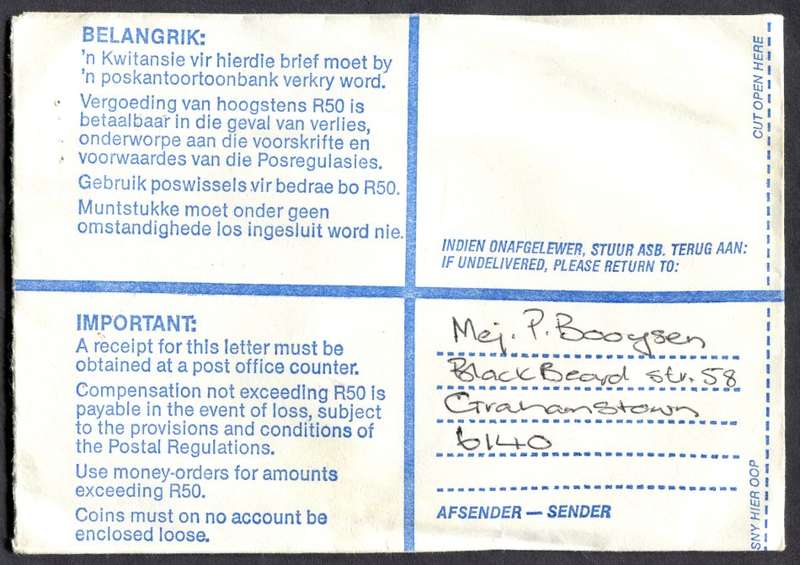 BELANGRIK:
'n Kwitansie vir hierdie brief moet by
'n poskantoortoonbank verkry word.
Vergoeding van hoogstens R50 is
betaalbaar in die geval van verlies,
onderworpe aan die voorskrifte en
voorwaardes van die Posregulasies.
Gebruik poswissels vir bedrae bo R50.
Muntstukke moet onder geen
omstandighede los ingesluit word nie.
CUT OPEN HERE
INDIEN ONAFGELEWER, STUUR ASB. TERUG AAN:
IF UNDELIVERED, PLEASE RETURN TO:
IMPORTANT:
A receipt for this letter must be
obtained at a post office counter.
Compensation not exceeding R50 is
payable in the event of loss, subject
to the provisions and conditions of
the Postal Regulations.
Use money-orders for amounts
exceeding R50.
Coins must on no account be
enclosed loose.
Mej. P. Booysen
Black Beard str. 58
Grahamstown
6140
AFSENDER — SENDER
SNY HIER OOP